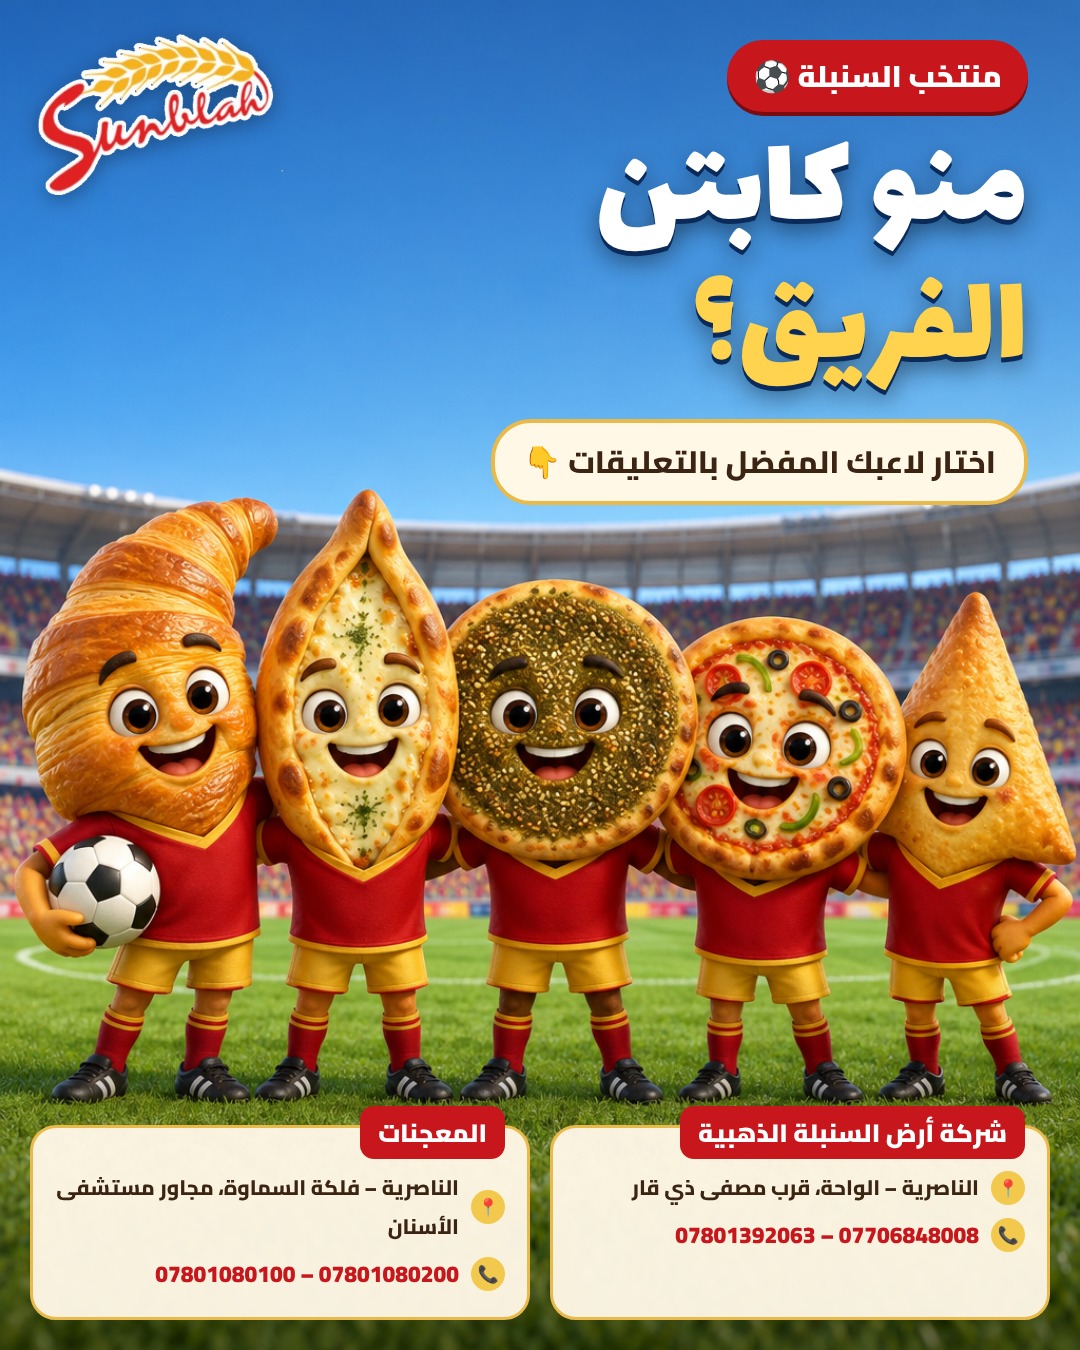 Sunblah
منتخب السنبلة ⚽
منو كابتن
الفريق؟
اختار لاعبك المفضل بالتعليقات 👇
شركة أرض السنبلة الذهبية
الناصرية – الواحة، قرب مصفى ذي قار
07801392063 – 07706848008
المعجنات
الناصرية – فلكة السماوة، مجاور مستشفى
الأسنان
07801080100 – 07801080200